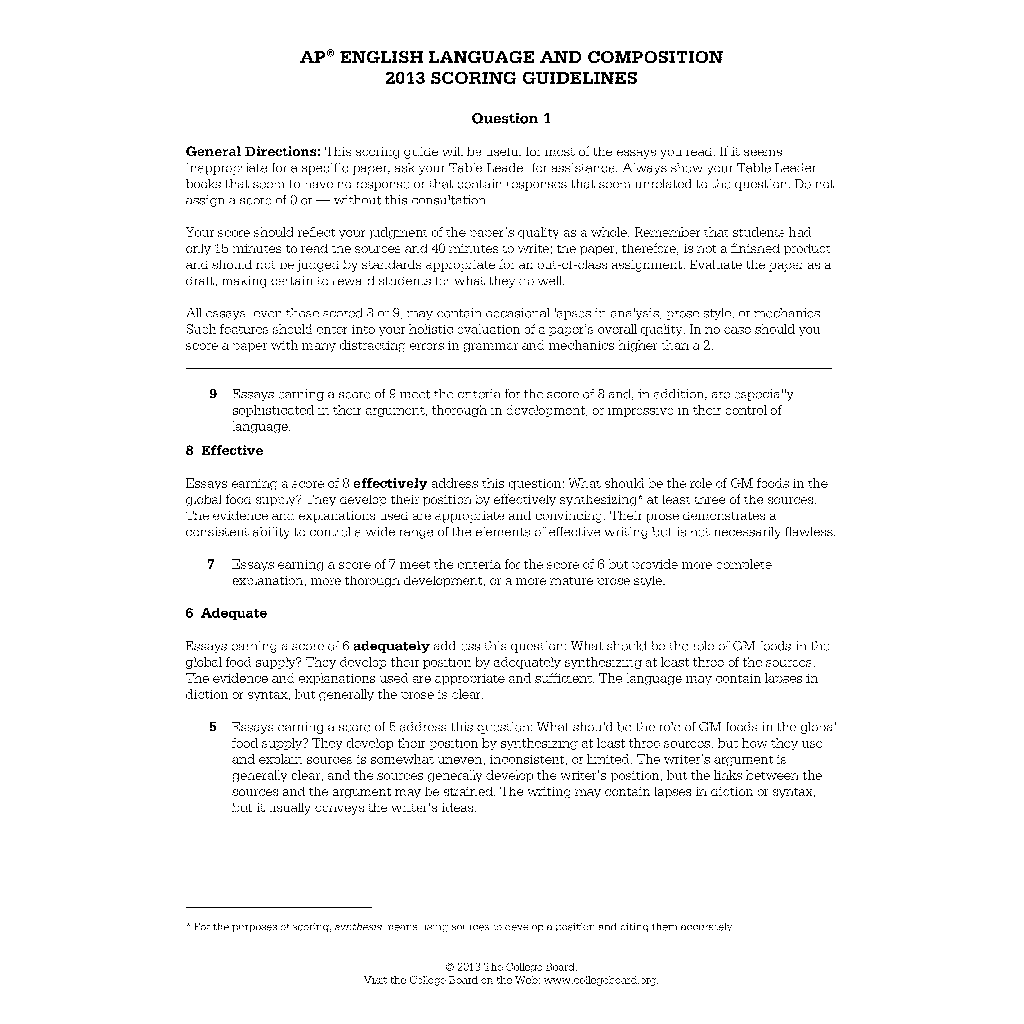 AP® ENGLISH LANGUAGE AND COMPOSITION
2013 SCORING GUIDELINES
Question 1
General Directions: This scoring guide will be useful for most of the essays you read. If it seems
inappropriate for a specific paper, ask your Table Leader for assistance. Always show your Table Leader
books that seem to have no response or that contain responses that seem unrelated to the question. Do not
assign a score of 0 or — without this consultation.
Your score should reflect your judgment of the paper's quality as a whole. Remember that students had
only 15 minutes to read the sources and 40 minutes to write; the paper, therefore, is not a finished product
and should not be judged by standards appropriate for an out-of-class assignment. Evaluate the paper as a
draft, making certain to reward students for what they do well.
All essays, even those scored 8 or 9, may contain occasional lapses in analysis, prose style, or mechanics.
Such features should enter into your holistic evaluation of a paper's overall quality. In no case should you
score a paper with many distracting errors in grammar and mechanics higher than a 2.
9 Essays earning a score of 9 meet the criteria for the score of 8 and, in addition, are especially
sophisticated in their argument, thorough in development, or impressive in their control of
language.
8 Effective
Essays earning a score of 8 effectively address this question: What should be the role of GM foods in the
global food supply? They develop their position by effectively synthesizing* at least three of the sources.
The evidence and explanations used are appropriate and convincing. Their prose demonstrates a
consistent ability to control a wide range of the elements of effective writing but is not necessarily flawless.
7 Essays earning a score of 7 meet the criteria for the score of 6 but provide more complete
explanation, more thorough development, or a more mature prose style.
6 Adequate
Essays earning a score of 6 adequately address this question: What should be the role of GM foods in the
global food supply? They develop their position by adequately synthesizing at least three of the sources.
The evidence and explanations used are appropriate and sufficient. The language may contain lapses in
diction or syntax, but generally the prose is clear.
5 Essays earning a score of 5 address this question: What should be the role of GM foods in the global
food supply? They develop their position by synthesizing at least three sources, but how they use
and explain sources is somewhat uneven, inconsistent, or limited. The writer's argument is
generally clear, and the sources generally develop the writer's position, but the links between the
sources and the argument may be strained. The writing may contain lapses in diction or syntax,
but it usually conveys the writer's ideas.
* For the purposes of scoring, synthesis means using sources to develop a position and citing them accurately.
© 2013 The College Board.
Visit the College Board on the Web: www.collegeboard.org.